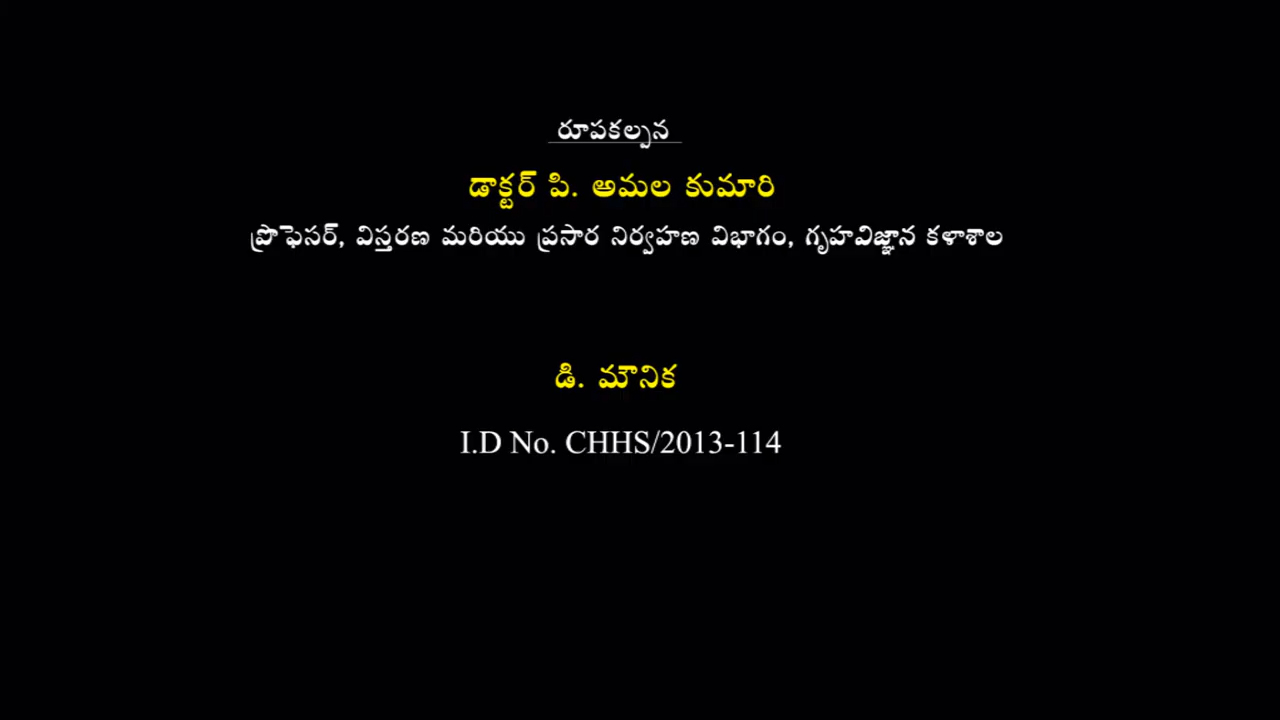 రూపకల్పన
డాక్టర్ పి. అమల కుమారి
ప్రొఫెసర్, విస్తరణ మరియు ప్రసార నిర్వహణ విభాగం, గృహవిజ్ఞాన కళాశాల
డి. మౌనిక
I.D No. CHHS/2013-114